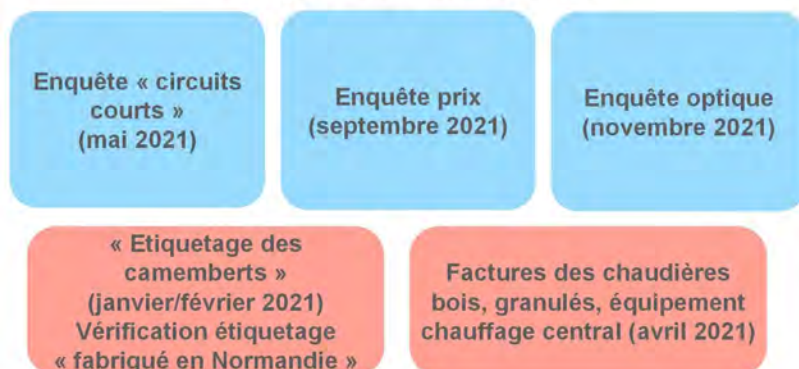 Enquête « circuits
courts »
(mai 2021)
Enquête prix
(septembre 2021)
Enquête optique
(novembre 2021)
« Etiquetage des
camemberts »
(janvier/février 2021)
Vérification étiquetage
« fabriqué en Normandie »
Factures des chaudières
bois, granulés, équipement
chauffage central (avril 2021)